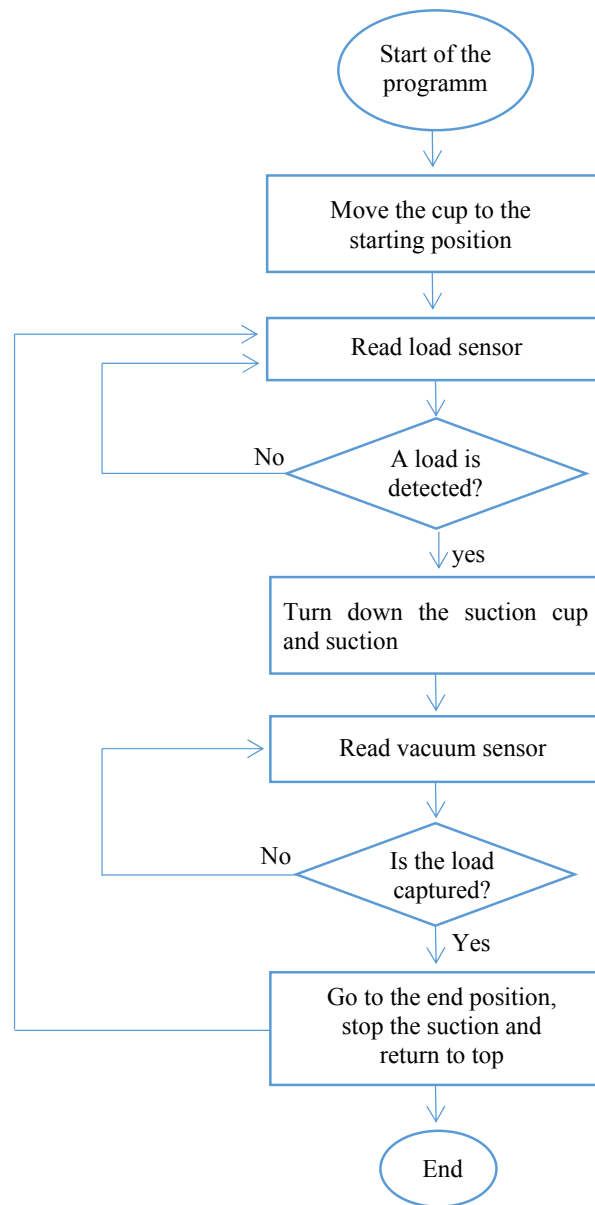 Start of the
programm
Move the cup to the
starting position
Read load sensor
No
A load is
detected?
yes
Turn down the suction cup
and suction
Read vacuum sensor
No
Is the load
captured?
Yes
Go to the end position,
stop the suction and
return to top
End